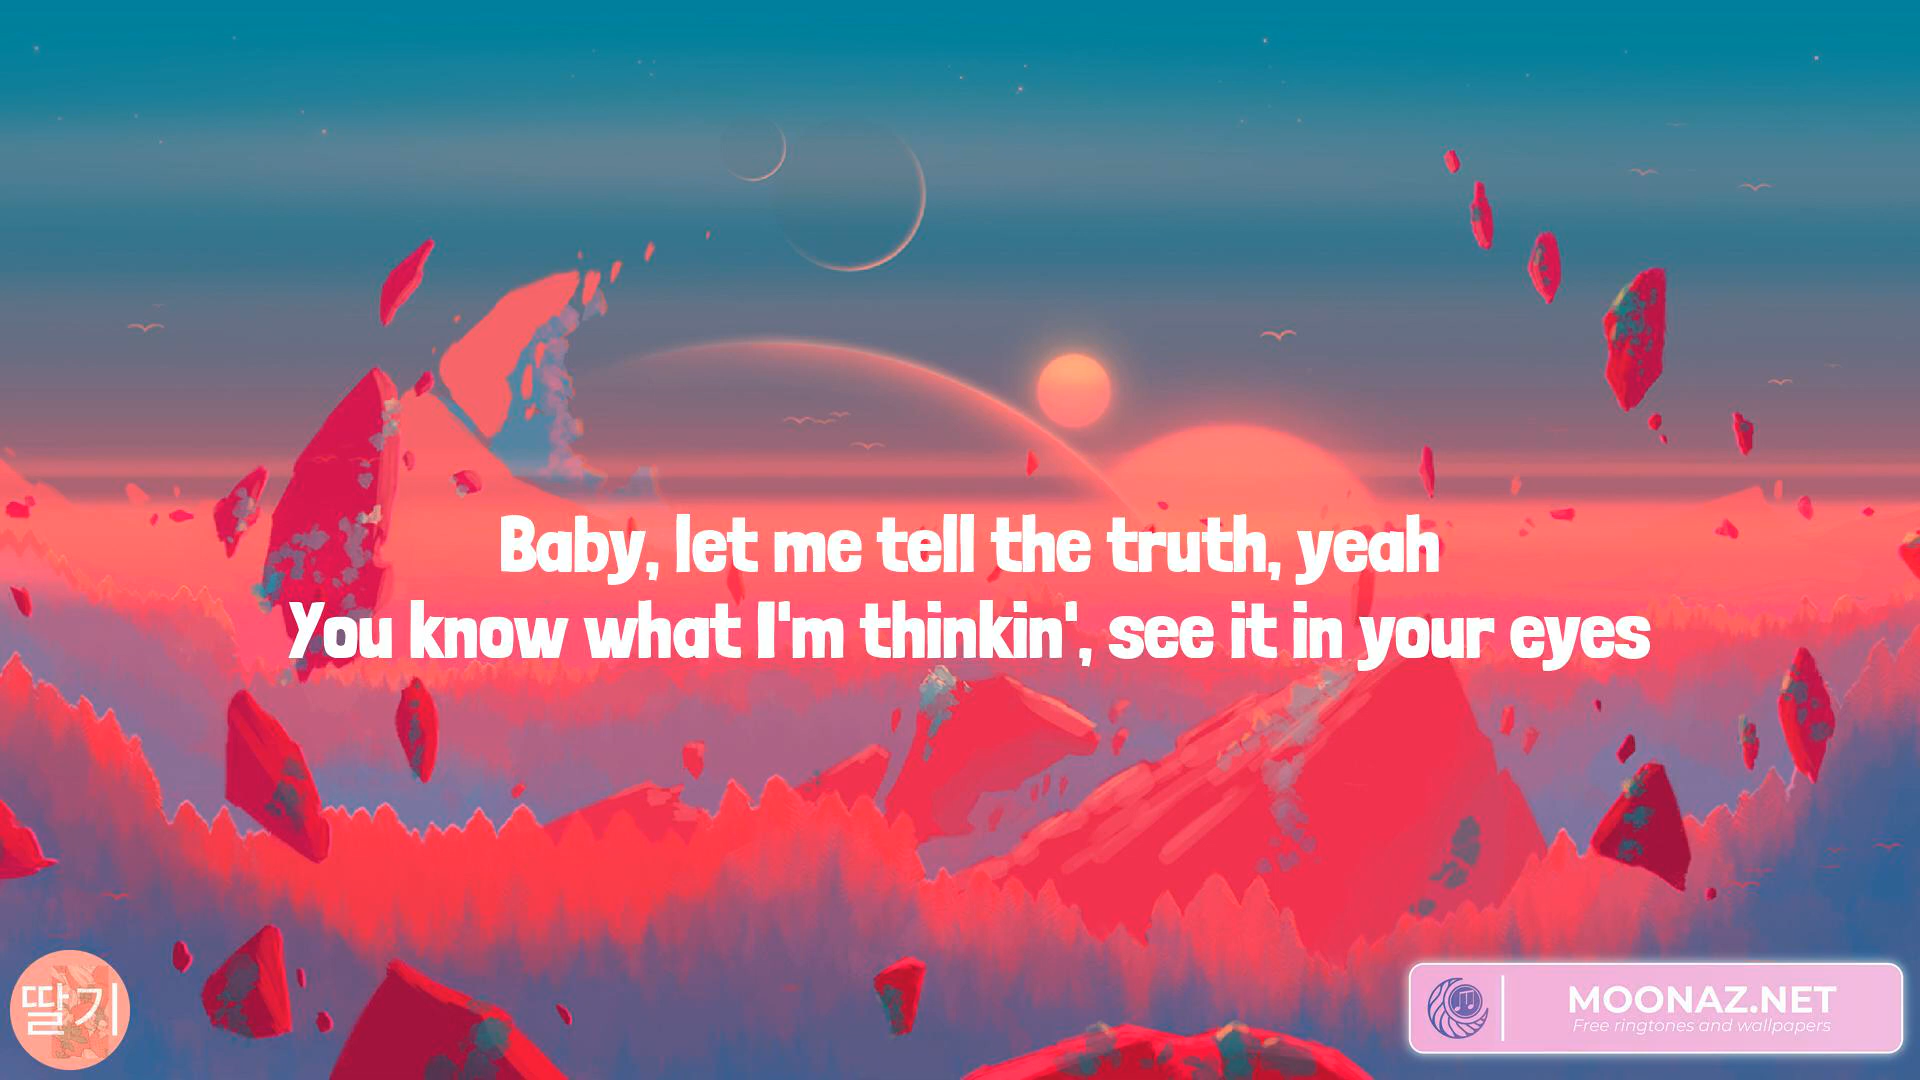 Baby, let me tell the truth, yeah
You know what I'm thinkin', see it in your eyes
딸기
MOONAZ.NET
Free ringtones and wallpapers